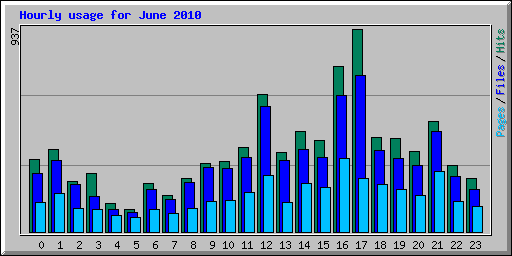 Hourly usage for June 2010
937
Pages / Files / Hits
0 1 2 3 4 5 6 7 8 9 10 11 12 13 14 15 16 17 18 19 20 21 22 23